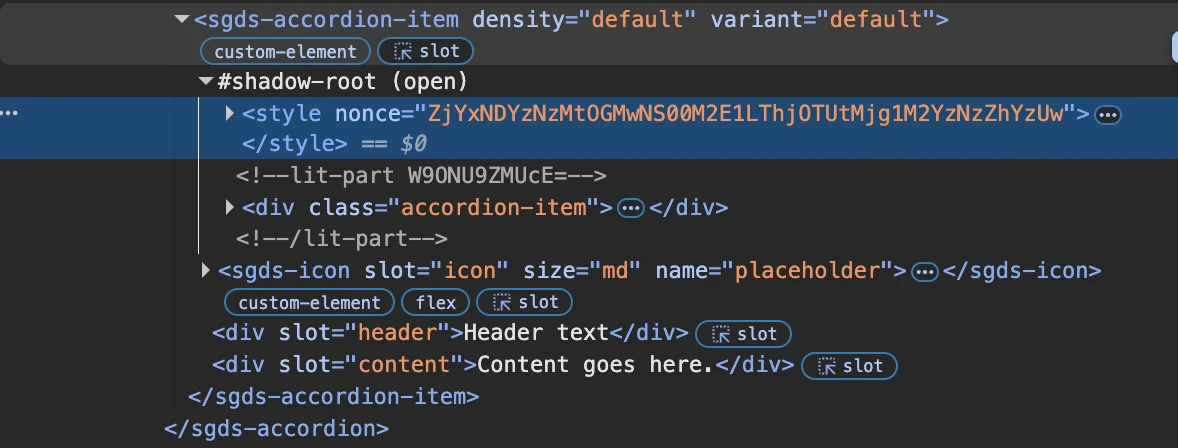 <sgds-accordion-item density="default" variant="default">
custom-element slot
#shadow-root (open)
<style nonce="ZjYxNDYzNzMtOGMwNS00M2E1LThjOTUtMjg1M2YzNzZhYzUw">…
</style> == $0
<!--lit-part W9ONU9ZMUcE=-->
<div class="accordion-item">…</div>
<!--/lit-part-->
<sgds-icon slot="icon" size="md" name="placeholder">…</sgds-icon>
custom-element flex slot
<div slot="header">Header text</div> slot
<div slot="content">Content goes here.</div> slot
</sgds-accordion-item>
</sgds-accordion>